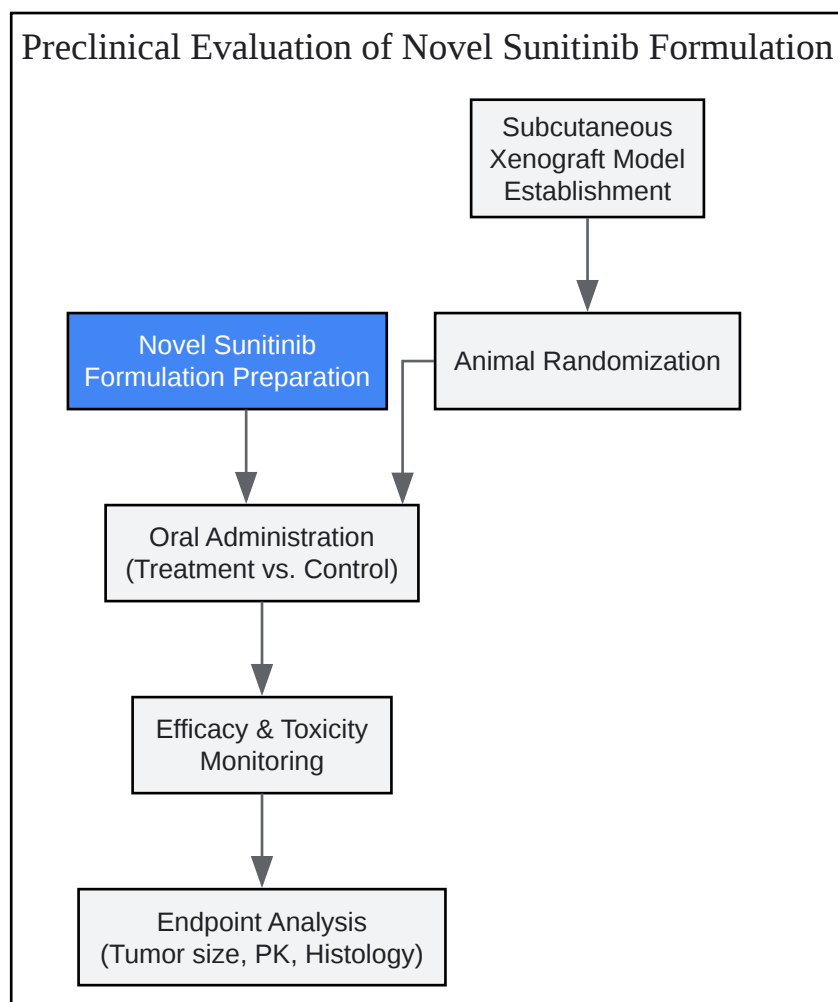 Preclinical Evaluation of Novel Sunitinib Formulation
Subcutaneous
Xenograft Model
Establishment
Novel Sunitinib
Formulation Preparation
Animal Randomization
Oral Administration
(Treatment vs. Control)
Efficacy & Toxicity
Monitoring
Endpoint Analysis
(Tumor size, PK, Histology)